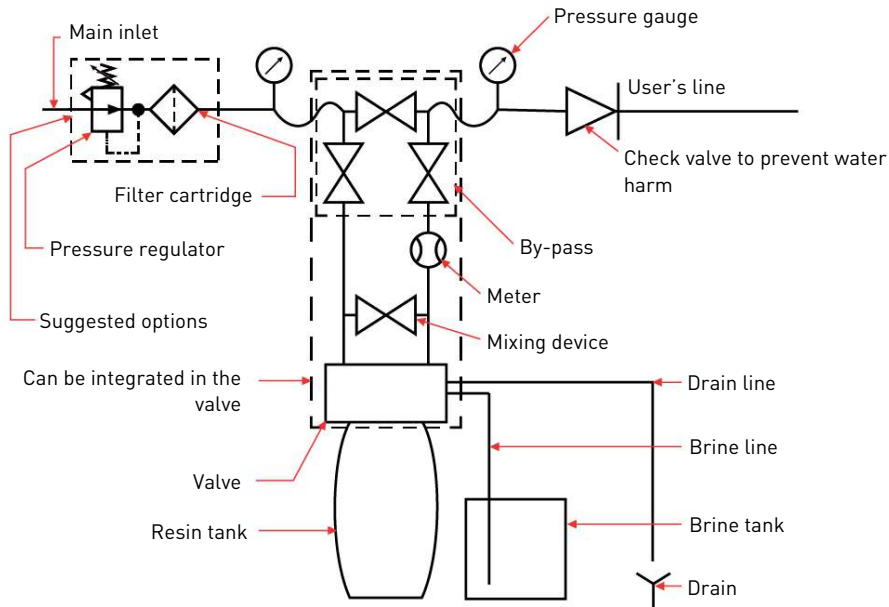 Main inlet
Pressure gauge
User's line
Check valve to prevent water
harm
Filter cartridge
Pressure regulator
By-pass
Meter
Suggested options
Mixing device
Can be integrated in the
valve
Drain line
Brine line
Valve
Resin tank
Brine tank
Drain